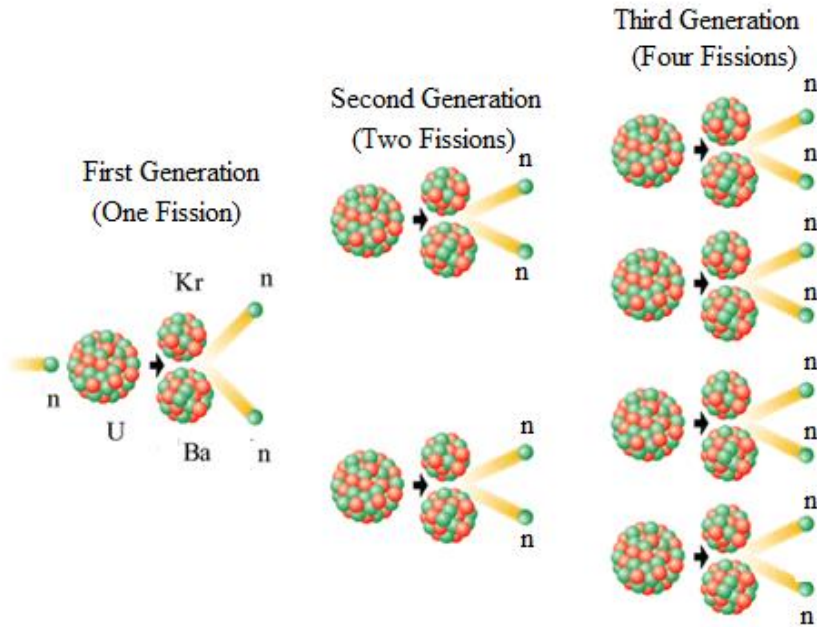 Third Generation
(Four Fissions)
n
Second Generation
(Two Fissions)
n
n
First Generation
(One Fission)
n
n
n
Kr
n
n
n
U
Ba
n
n
n
n
n
n